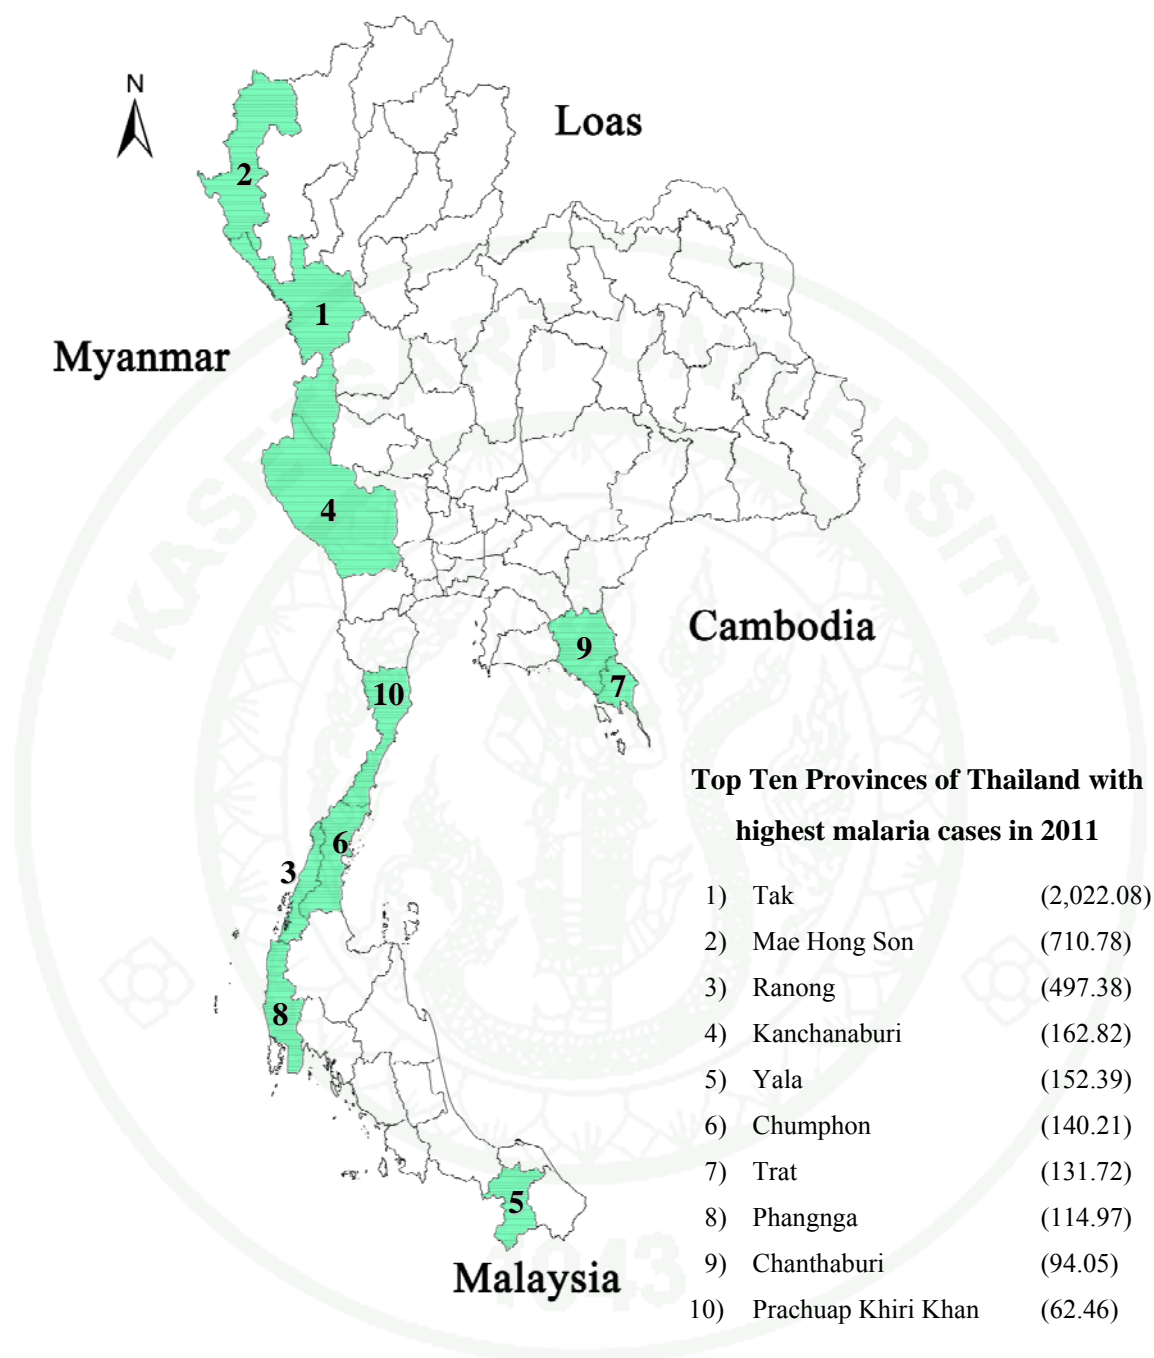 N
Loas
2
1
Myanmar
4
Cambodia
9
7
10
6
3
8
5
Malaysia
Top Ten Provinces of Thailand with
highest malaria cases in 2011
1) Tak (2,022.08)
2) Mae Hong Son (710.78)
3) Ranong (497.38)
4) Kanchanaburi (162.82)
5) Yala (152.39)
6) Chumphon (140.21)
7) Trat (131.72)
8) Phangnga (114.97)
9) Chanthaburi (94.05)
10) Prachuap Khiri Khan (62.46)
KASETSART UNIVERSITY
1943